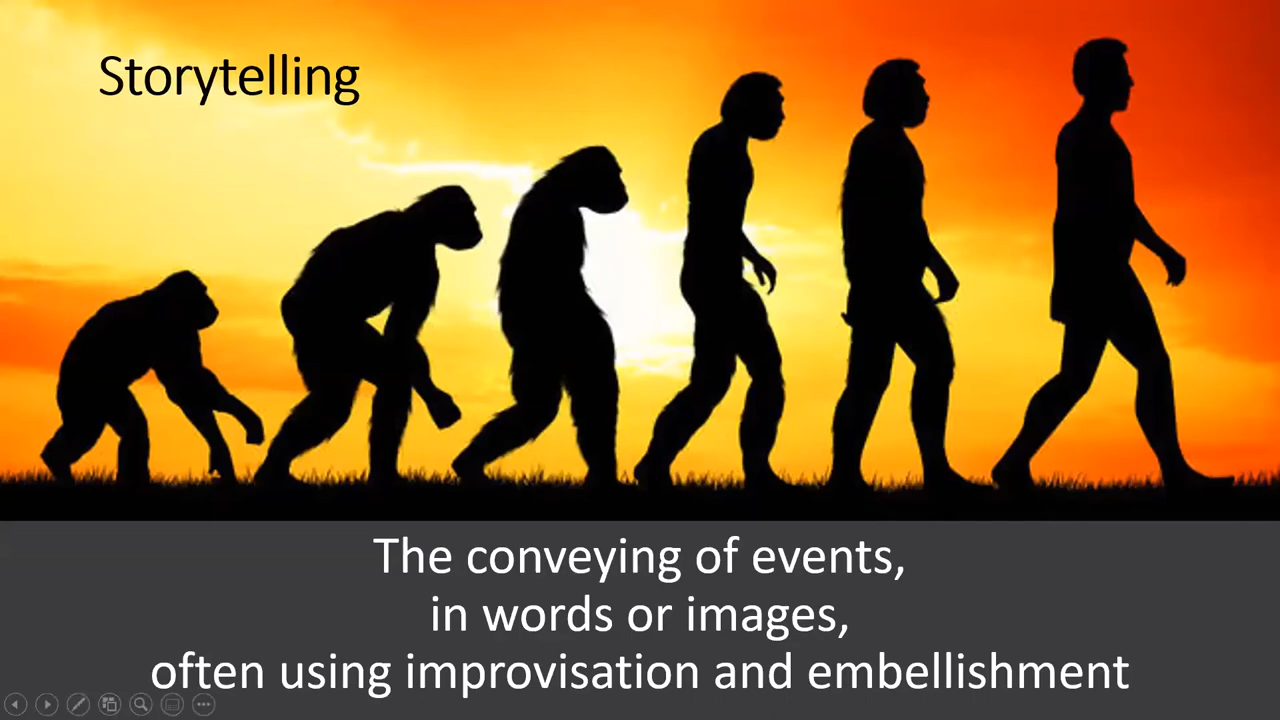 Storytelling
The conveying of events,
in words or images,
often using improvisation and embellishment